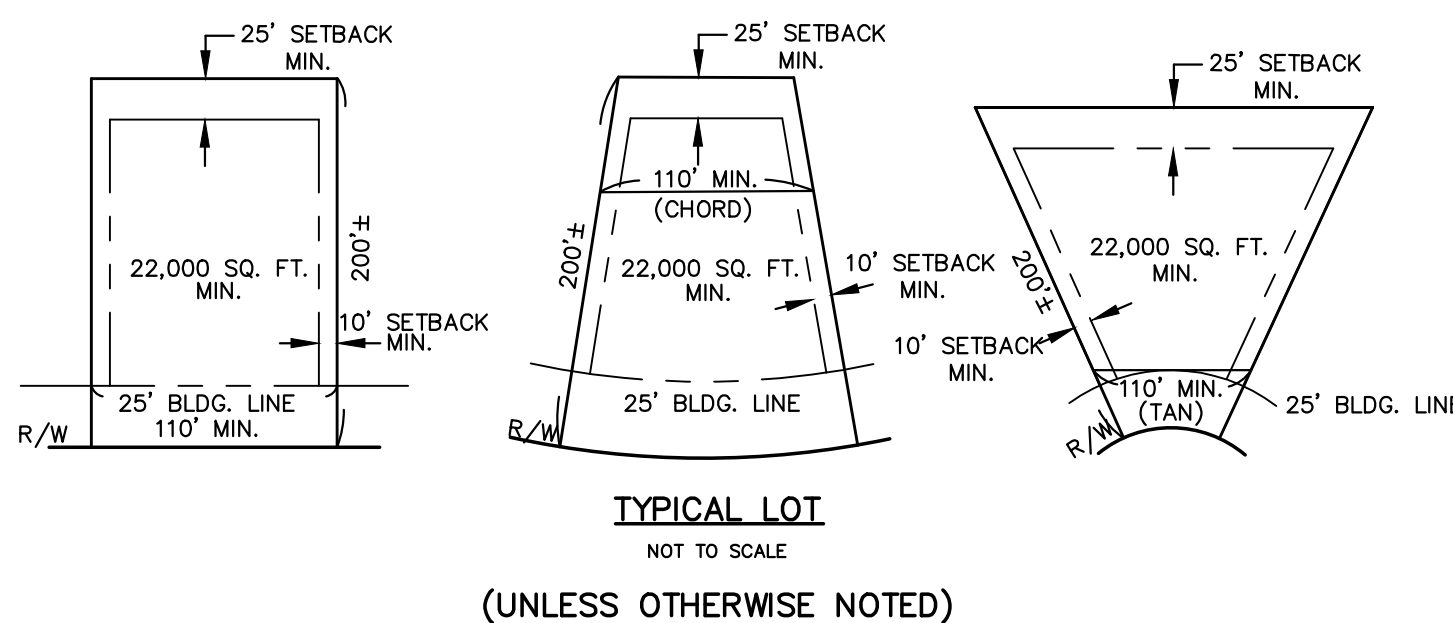 25' SETBACK
MIN.
200'±
22,000 SQ. FT.
MIN.
10' SETBACK
MIN.
25' BLDG. LINE
110' MIN.
R/W
25' SETBACK
MIN.
110' MIN.
(CHORD)
200'±
22,000 SQ. FT.
MIN.
10' SETBACK
MIN.
25' BLDG. LINE
R/W
25' SETBACK
MIN.
22,000 SQ. FT.
MIN.
200'±
10' SETBACK
MIN.
110' MIN.
(TAN)
25' BLDG. LINE
R/W
TYPICAL LOT
NOT TO SCALE
(UNLESS OTHERWISE NOTED)